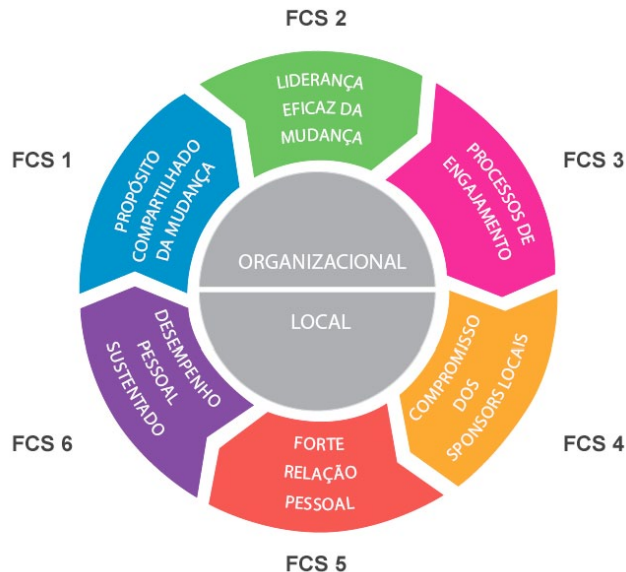 FCS 2
LIDERANÇA
EFICAZ DA
MUDANÇA
FCS 1
PROPÓSITO
COMPARTILHADO
DA MUDANÇA
FCS 3
PROCESSOS DE
ENGAJAMENTO
ORGANIZACIONAL
LOCAL
FCS 6
DESEMPENHO
PESSOAL
SUSTENTADO
COMPROMISSO
DOS
SPONSORS LOCAIS
FCS 4
FORTE
RELAÇÃO
PESSOAL
FCS 5